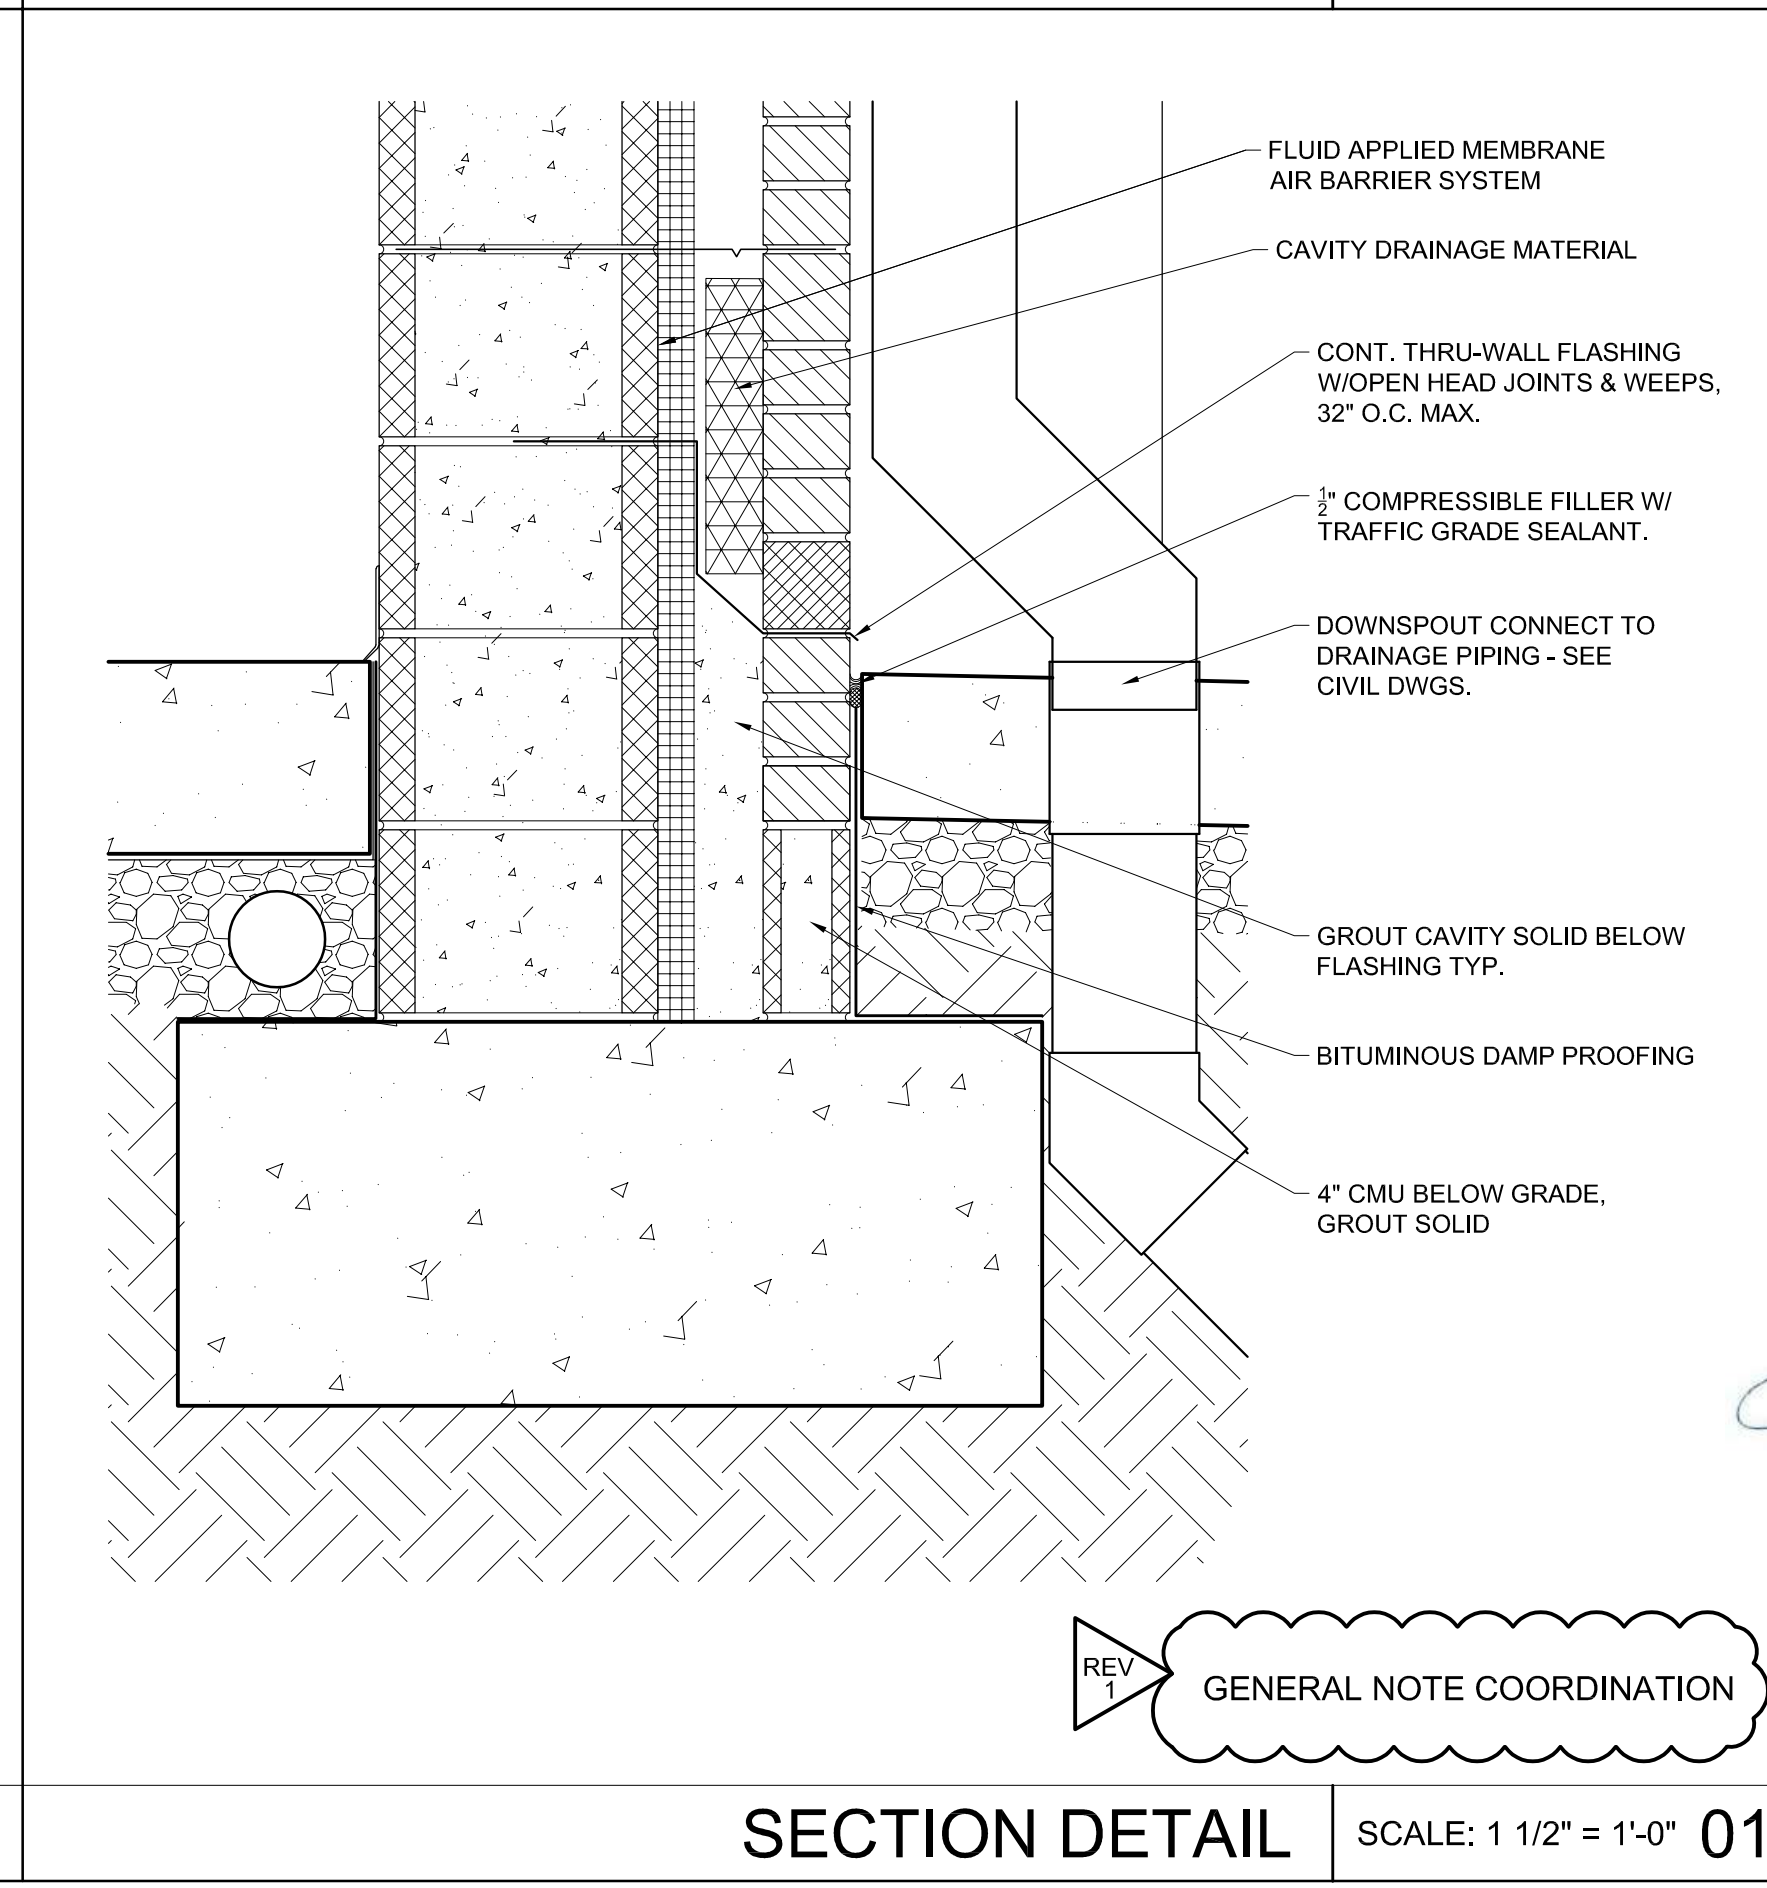 FLUID APPLIED MEMBRANE
AIR BARRIER SYSTEM
CAVITY DRAINAGE MATERIAL
CONT. THRU-WALL FLASHING
W/OPEN HEAD JOINTS & WEEPS,
32" O.C. MAX.
½" COMPRESSIBLE FILLER W/
TRAFFIC GRADE SEALANT.
DOWNSPOUT CONNECT TO
DRAINAGE PIPING - SEE
CIVIL DWGS.
GROUT CAVITY SOLID BELOW
FLASHING TYP.
BITUMINOUS DAMP PROOFING
4" CMU BELOW GRADE,
GROUT SOLID
REV
1
GENERAL NOTE COORDINATION
SECTION DETAIL
SCALE: 1 1/2" = 1'-0" 01